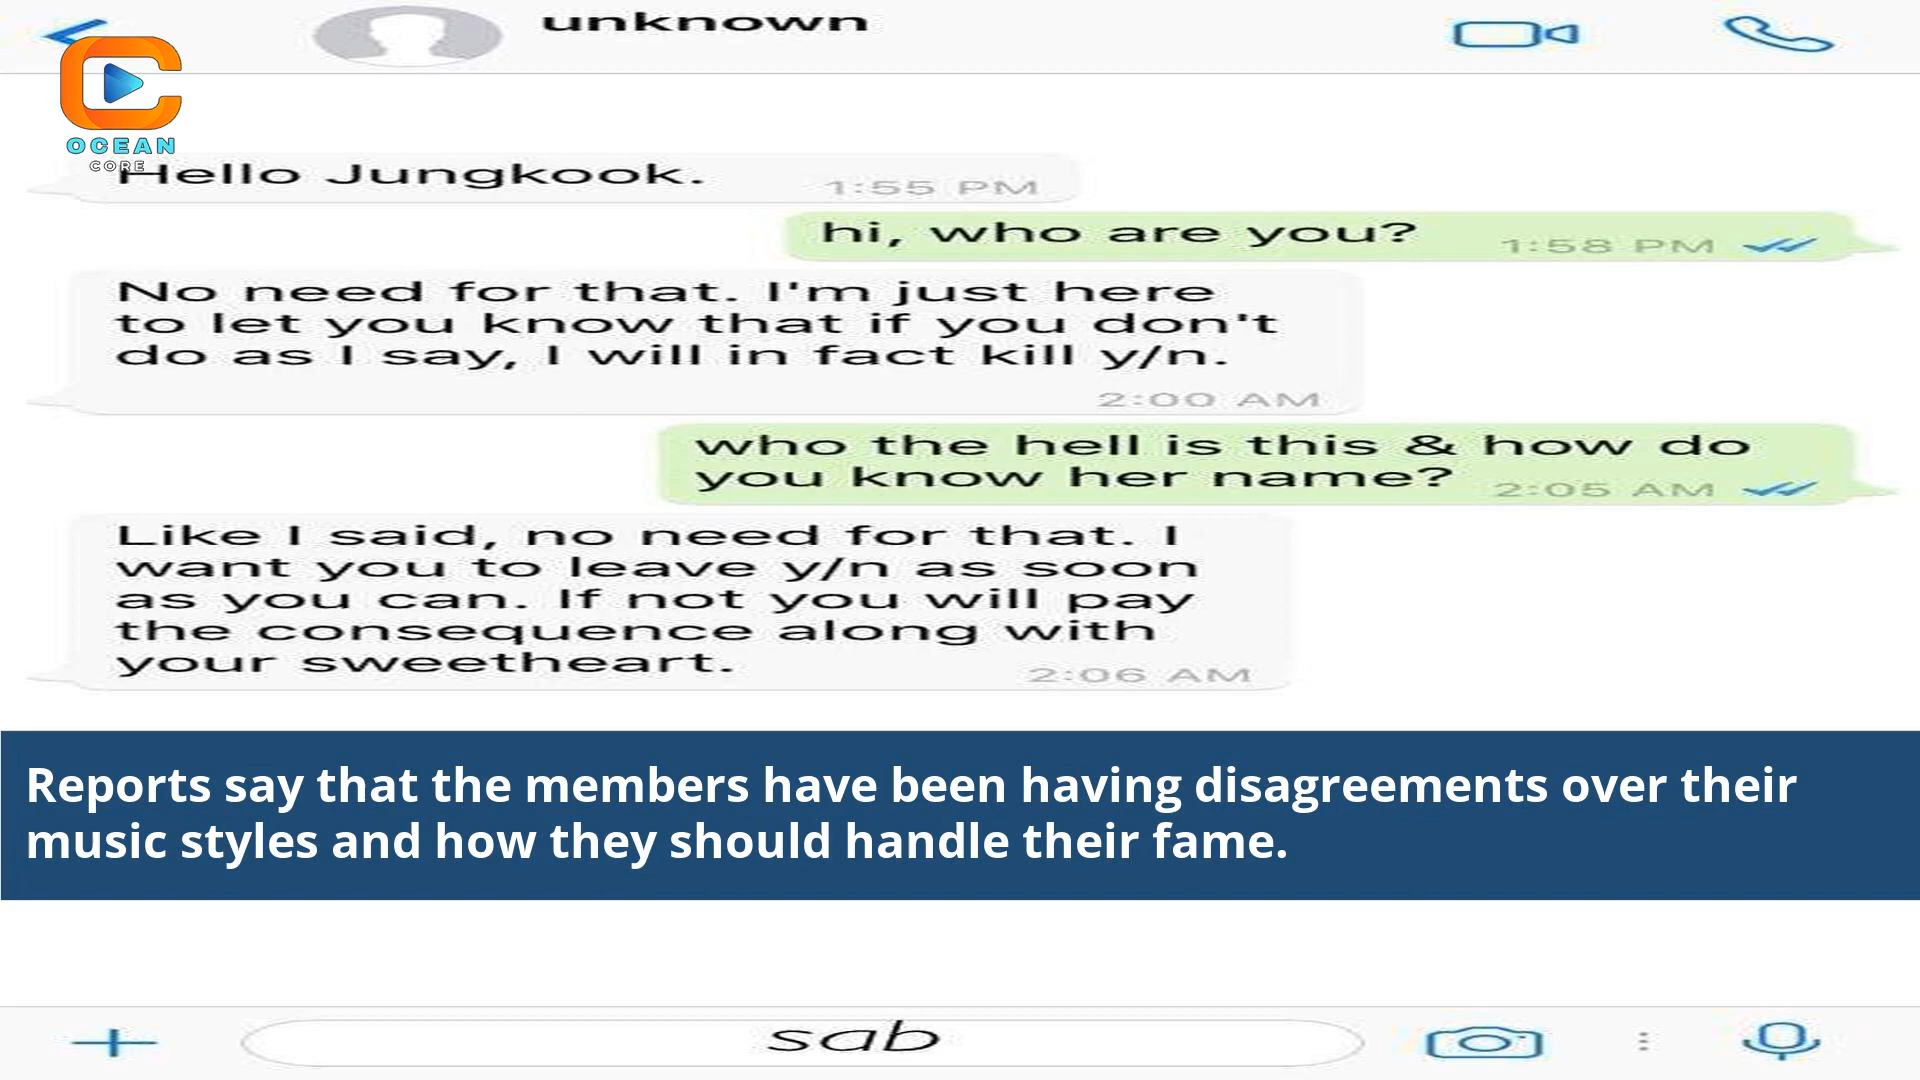 unknown
OCEAN
CORE
Hello Jungkook.
1:55 PM
hi, who are you?
1:58 PM
No need for that. I'm just here
to let you know that if you don't
do as I say, I will in fact kill y/n.
2:00 AM
who the hell is this & how do
you know her name?
2:05 AM
Like I said, no need for that. I
want you to leave y/n as soon
as you can. If not you will pay
the consequence along with
your sweetheart.
2:06 AM
Reports say that the members have been having disagreements over their
music styles and how they should handle their fame.
sab